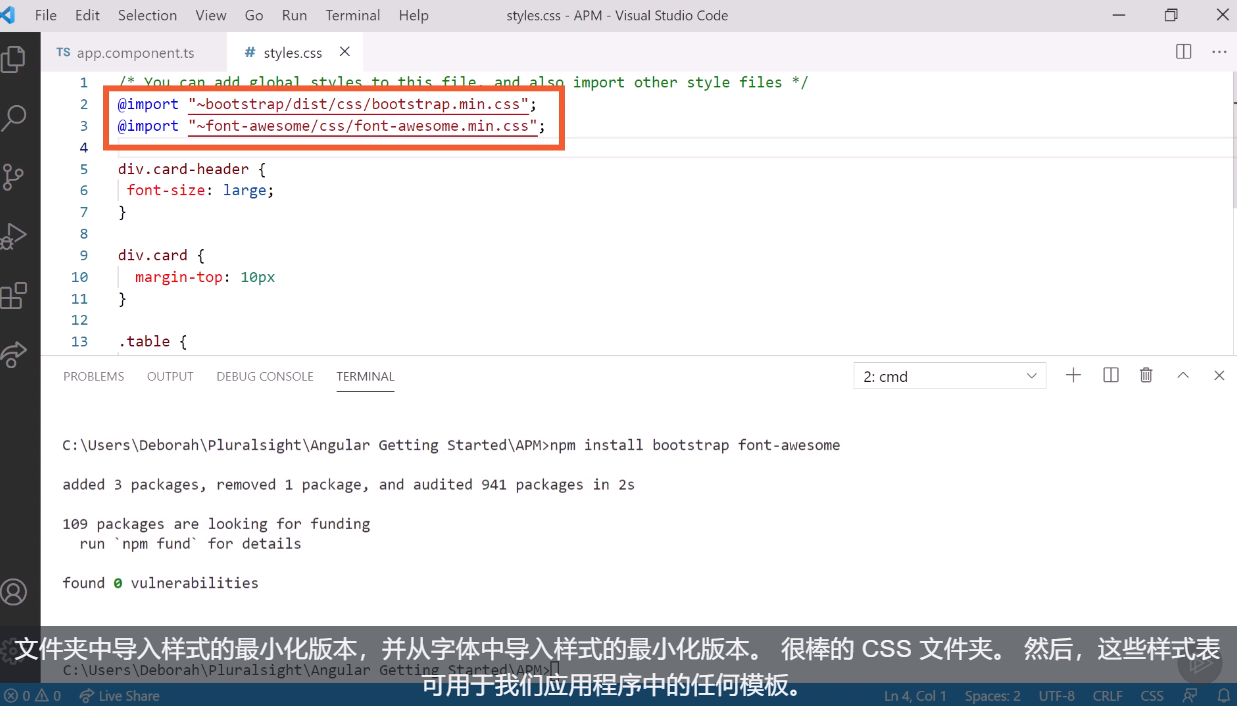 File Edit Selection View Go Run Terminal Help styles.css - APM - Visual Studio Code
TS app.component.ts # styles.css
1 /* You can add global styles to this file, and also import other style files */
2 @import "~bootstrap/dist/css/bootstrap.min.css";
3 @import "~font-awesome/css/font-awesome.min.css";
4
5 div.card-header {
6 font-size: large;
7 }
8
9 div.card {
10 margin-top: 10px
11 }
12
13 .table {
PROBLEMS OUTPUT DEBUG CONSOLE TERMINAL 2: cmd
C:\Users\Deborah\Pluralsight\Angular Getting Started\APM>npm install bootstrap font-awesome
added 3 packages, removed 1 package, and audited 941 packages in 2s
109 packages are looking for funding
run `npm fund` for details
found 0 vulnerabilities
文件夹中导入样式的最小化版本，并从字体中导入样式的最小化版本。 很棒的 CSS 文件夹。 然后，这些样式表
C:\Users\Deborah\Pluralsight\Angular Getting Started\APM>
可用于我们应用程序中的任何模板。
0 0 Live Share Ln 4, Col 1 Spaces: 2 UTF-8 CRLF CSS